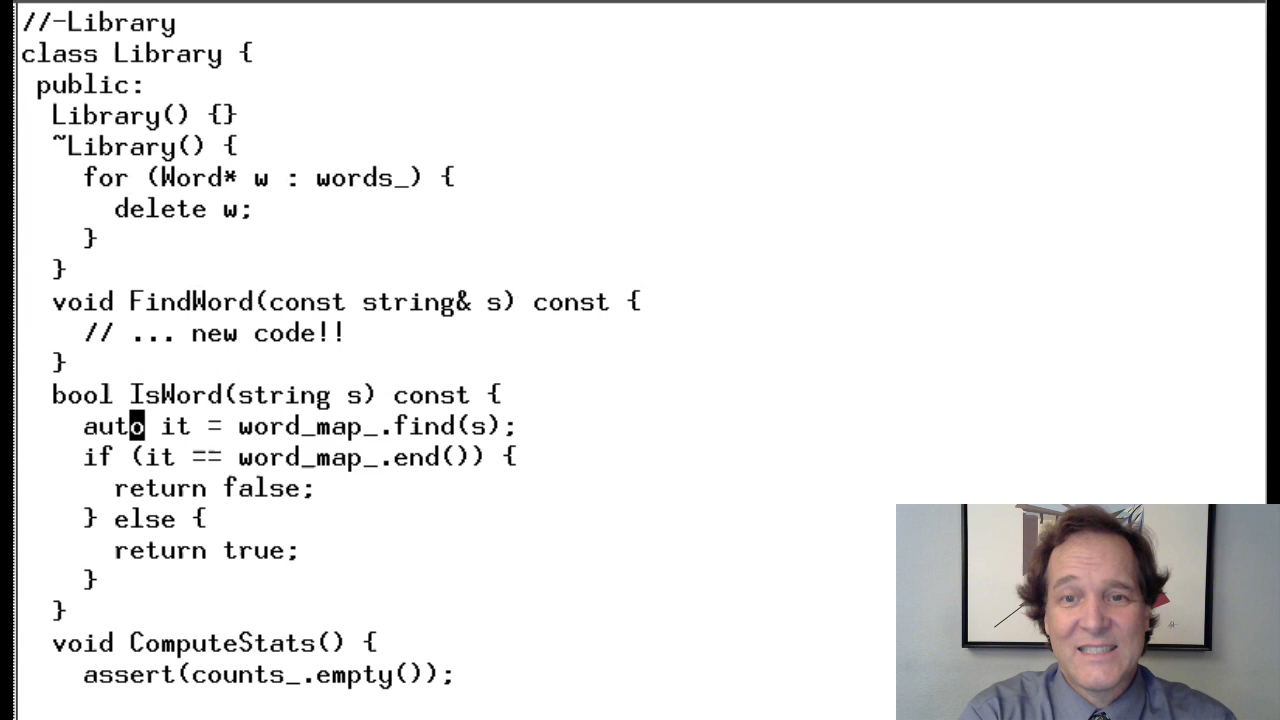 //-Library
class Library {
 public:
  Library() {}
  ~Library() {
    for (Word* w : words_) {
      delete w;
    }
  }
  void FindWord(const string& s) const {
    // ... new code!!
  }
  bool IsWord(string s) const {
    auto it = word_map_.find(s);
    if (it == word_map_.end()) {
      return false;
    } else {
      return true;
    }
  }
  void ComputeStats() {
    assert(counts_.empty());